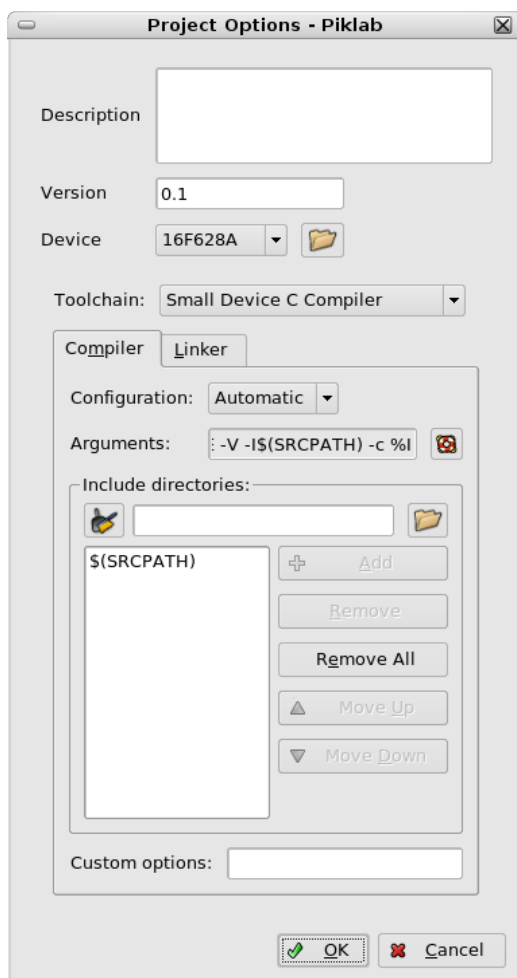 Project Options - Piklab
Description
Version 0.1
Device 16F628A
Toolchain: Small Device C Compiler
Compiler Linker
Configuration: Automatic
Arguments: -V -I$(SRCPATH) -c %I
Include directories:
$(SRCPATH)
Add
Remove
Remove All
Move Up
Move Down
Custom options:
OK Cancel